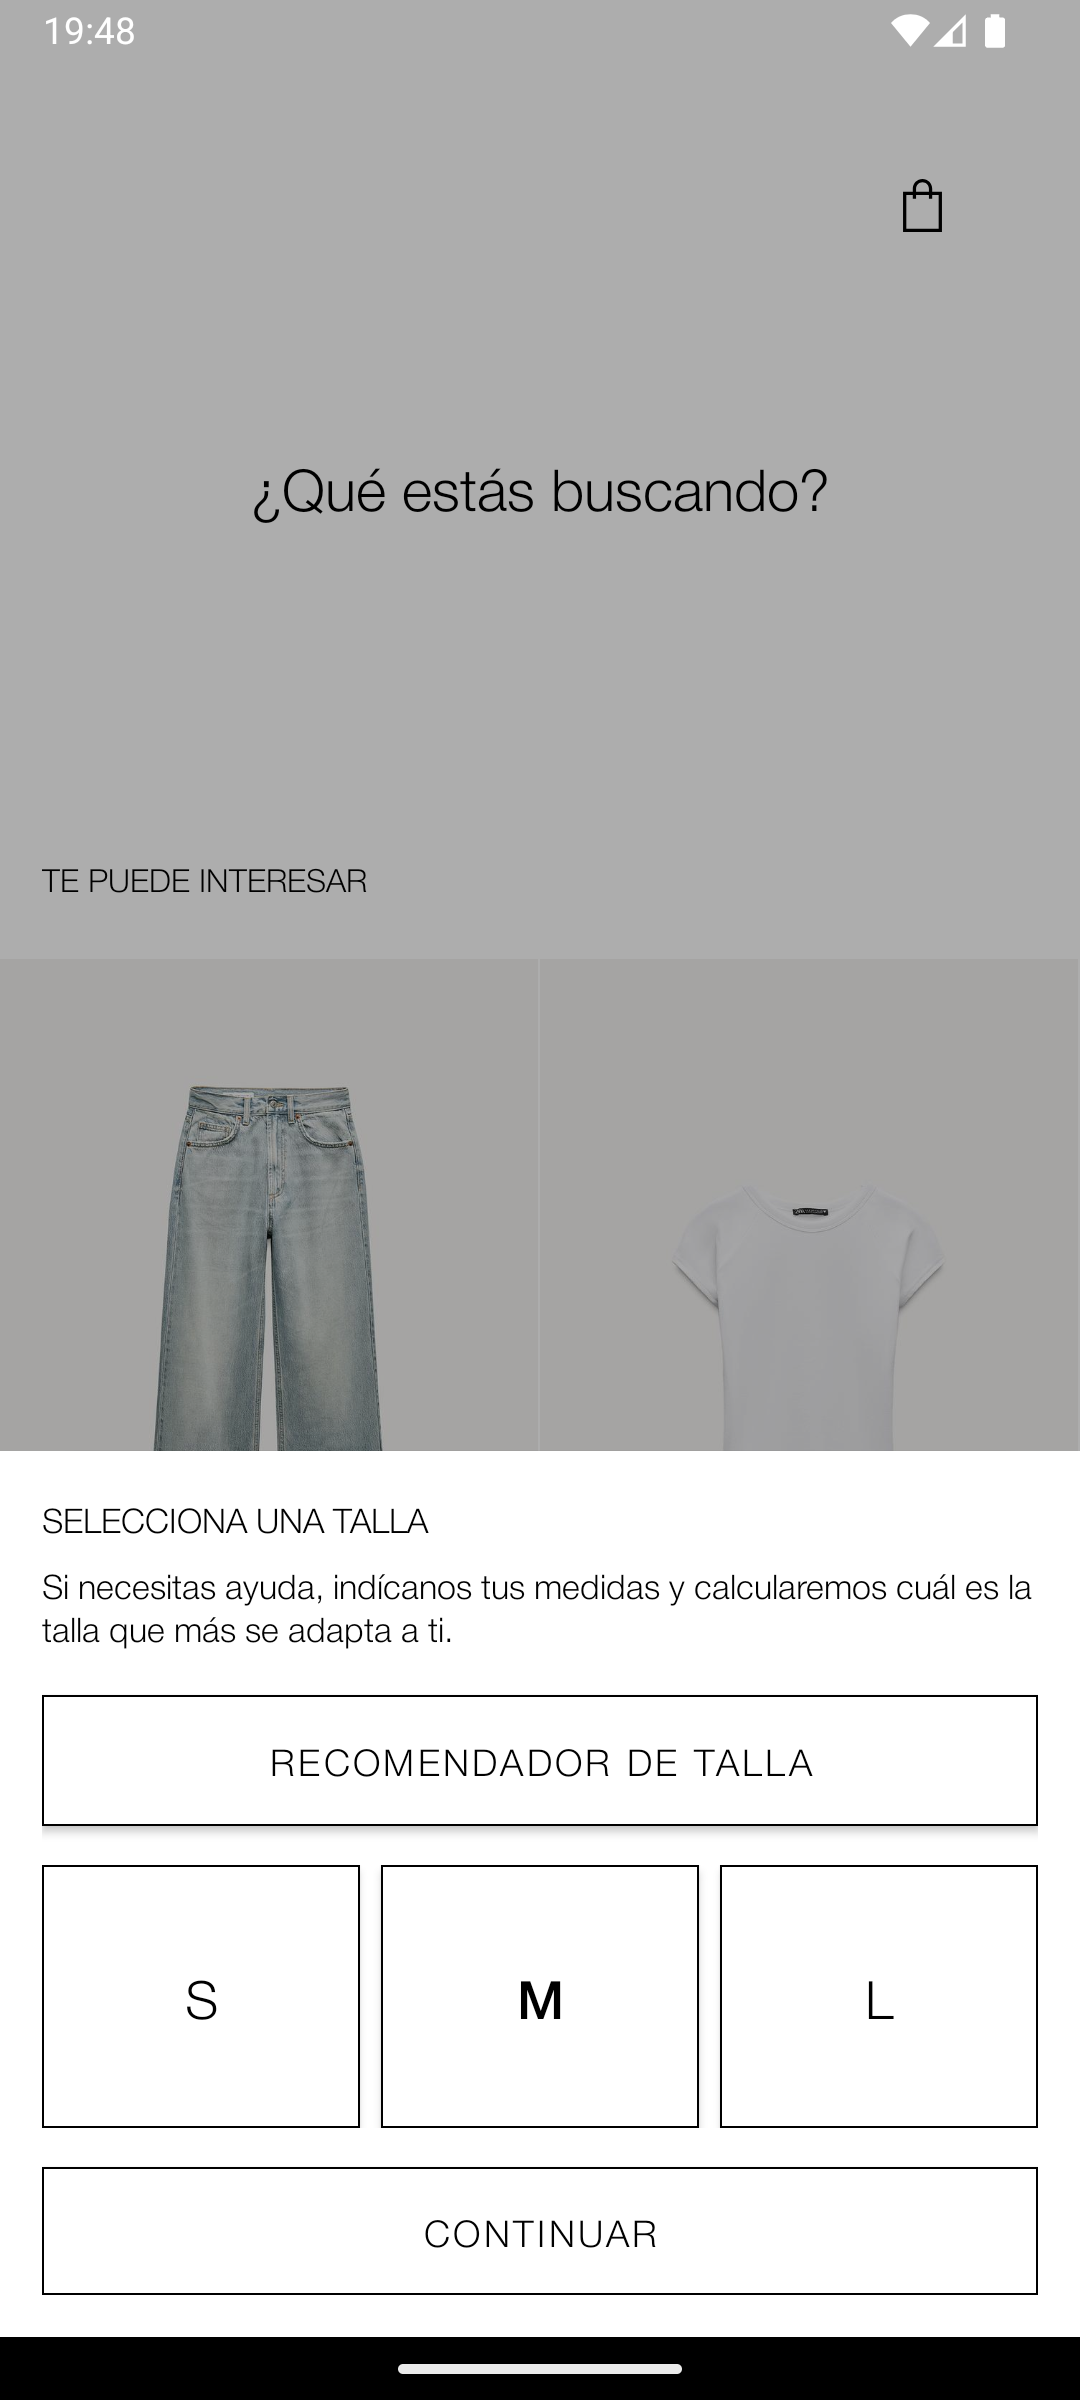 19:48
¿Qué estás buscando?
TE PUEDE INTERESAR
SELECCIONA UNA TALLA
Si necesitas ayuda, indícanos tus medidas y calcularemos cuál es la
talla que más se adapta a ti.
RECOMENDADOR DE TALLA
S
M
L
CONTINUAR